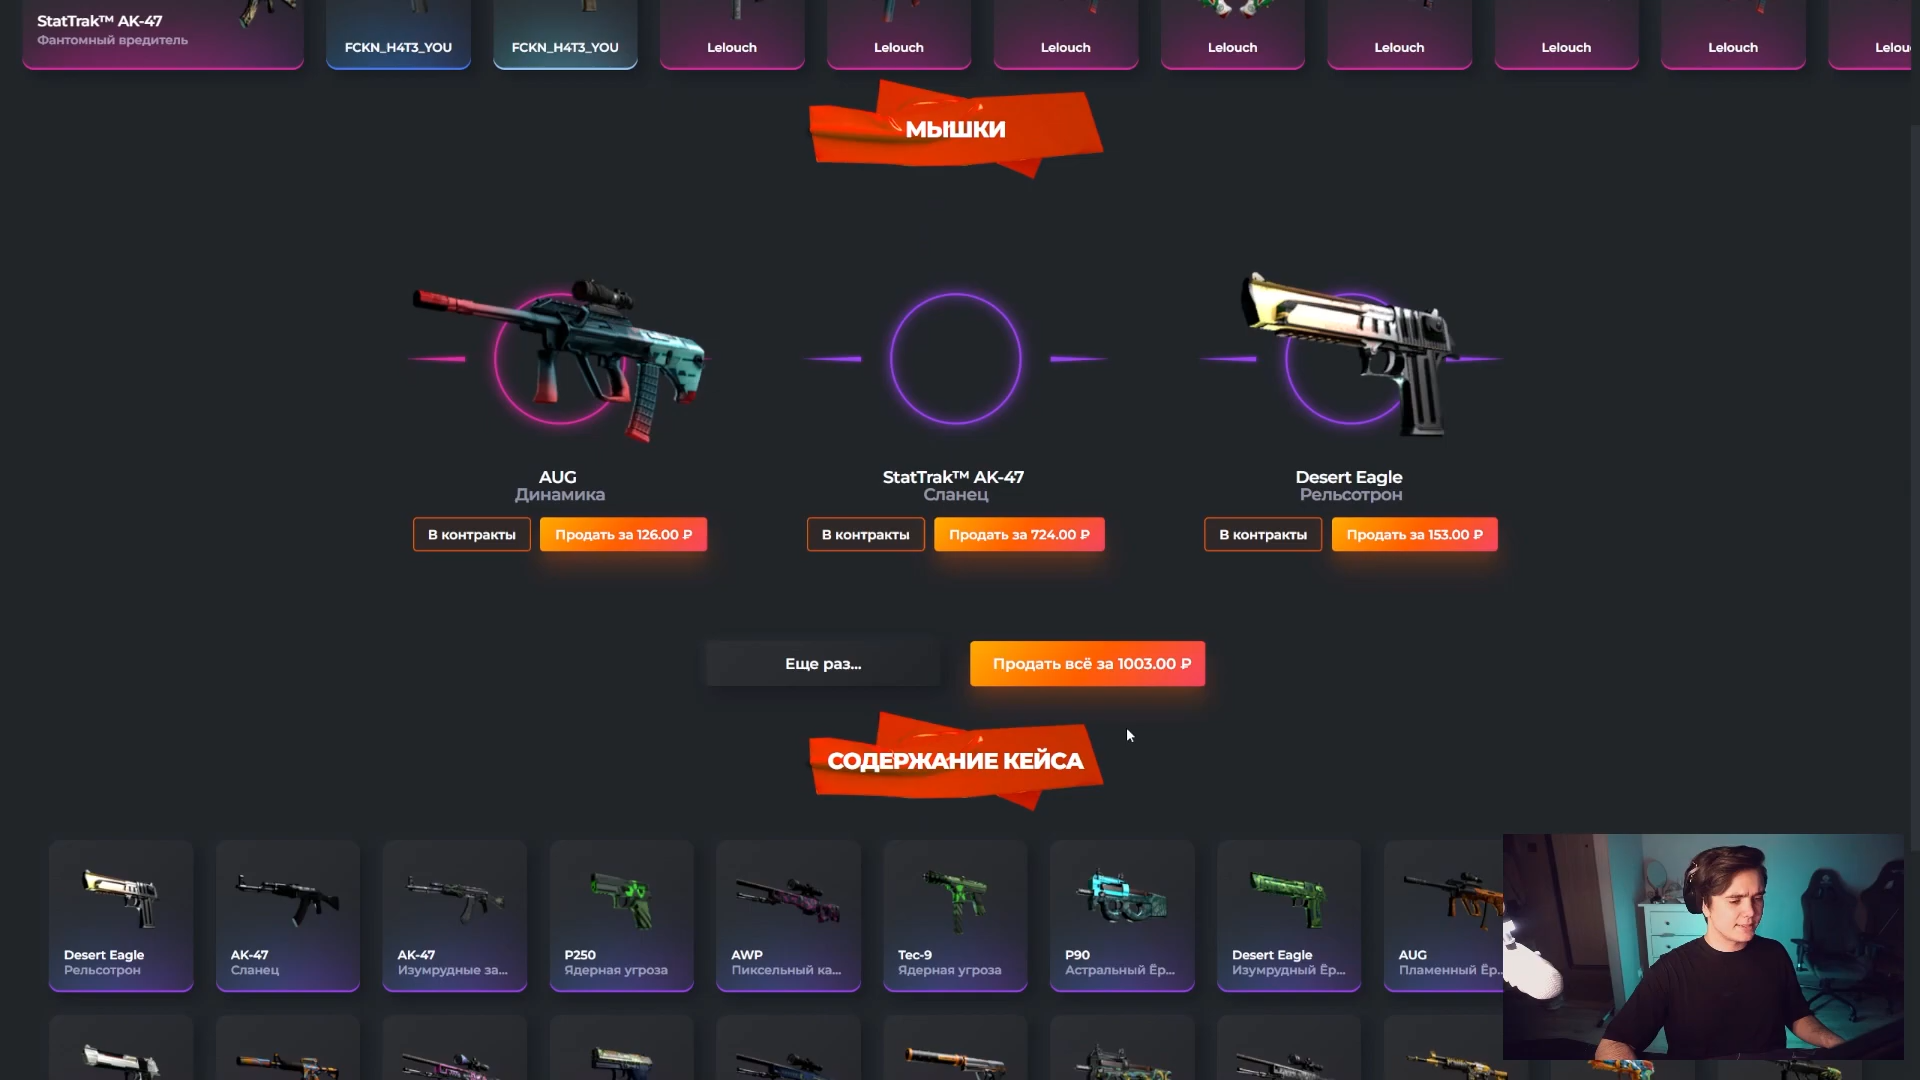 StatTrak™ AK-47
Фантомный вредитель
FCKN_H4T3_YOU
FCKN_H4T3_YOU
Lelouch
Lelouch
Lelouch
Lelouch
Lelouch
Lelouch
Lelouch
Lelou
МЫШКИ
AUG
Динамика
В контракты
Продать за 126.00 ₽
StatTrak™ AK-47
Сланец
В контракты
Продать за 724.00 ₽
Desert Eagle
Рельсотрон
В контракты
Продать за 153.00 ₽
Еще раз...
Продать всё за 1003.00 ₽
СОДЕРЖАНИЕ КЕЙСА
Desert Eagle
Рельсотрон
AK-47
Сланец
AK-47
Изумрудные за...
P250
Ядерная угроза
AWP
Пиксельный ка...
Tec-9
Ядерная угроза
P90
Астральный Ёр...
Desert Eagle
Изумрудный Ёр...
AUG
Пламенный Ёр...